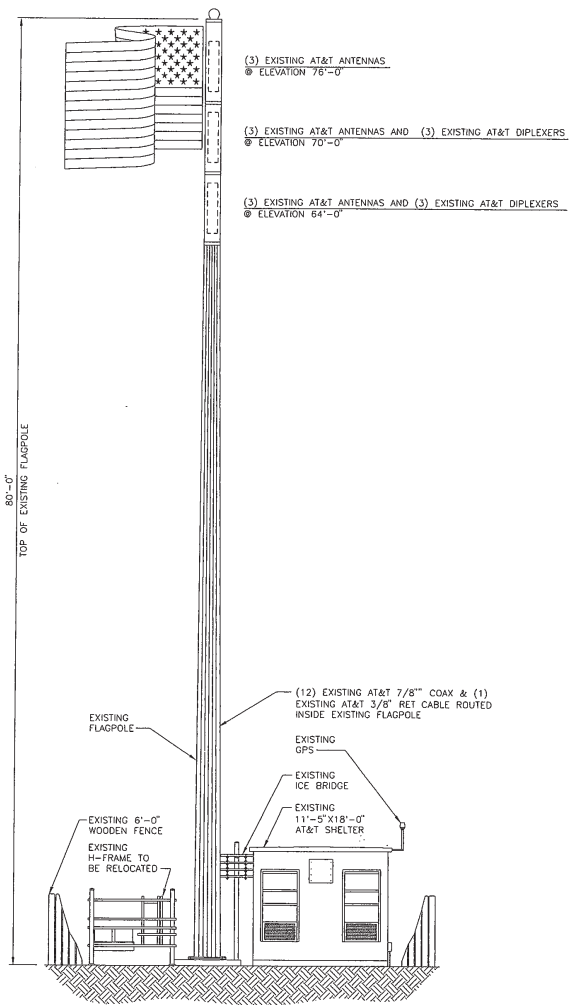 (3) EXISTING AT&T ANTENNAS
@ ELEVATION 76'-0"
(3) EXISTING AT&T ANTENNAS AND (3) EXISTING AT&T DIPLEXERS
@ ELEVATION 70'-0"
(3) EXISTING AT&T ANTENNAS AND (3) EXISTING AT&T DIPLEXERS
@ ELEVATION 64'-0"
80'-0"
TOP OF EXISTING FLAGPOLE
(12) EXISTING AT&T 7/8"" COAX & (1)
EXISTING AT&T 3/8" RET CABLE ROUTED
INSIDE EXISTING FLAGPOLE
EXISTING
FLAGPOLE
EXISTING
GPS
EXISTING
ICE BRIDGE
EXISTING
11'-5"X18'-0"
AT&T SHELTER
EXISTING 6'-0"
WOODEN FENCE
EXISTING
H-FRAME TO
BE RELOCATED